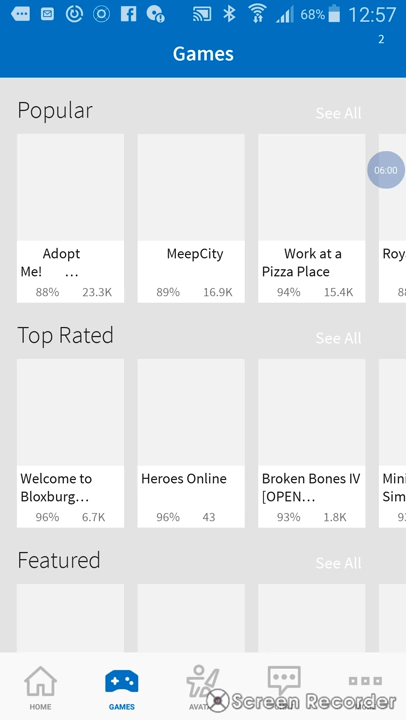 68% 12:57
Games
2
Popular
See All
06:00
Adopt
Me! ...
MeepCity
Work at a
Pizza Place
Roy
88% 23.3K
89% 16.9K
94% 15.4K
88
Top Rated
See All
Welcome to
Bloxburg...
Heroes Online
Broken Bones IV
[OPEN...
Mini
Sim
96% 6.7K
96% 43
93% 1.8K
Featured
See All
HOME
GAMES
AVAT
Screen Recorder